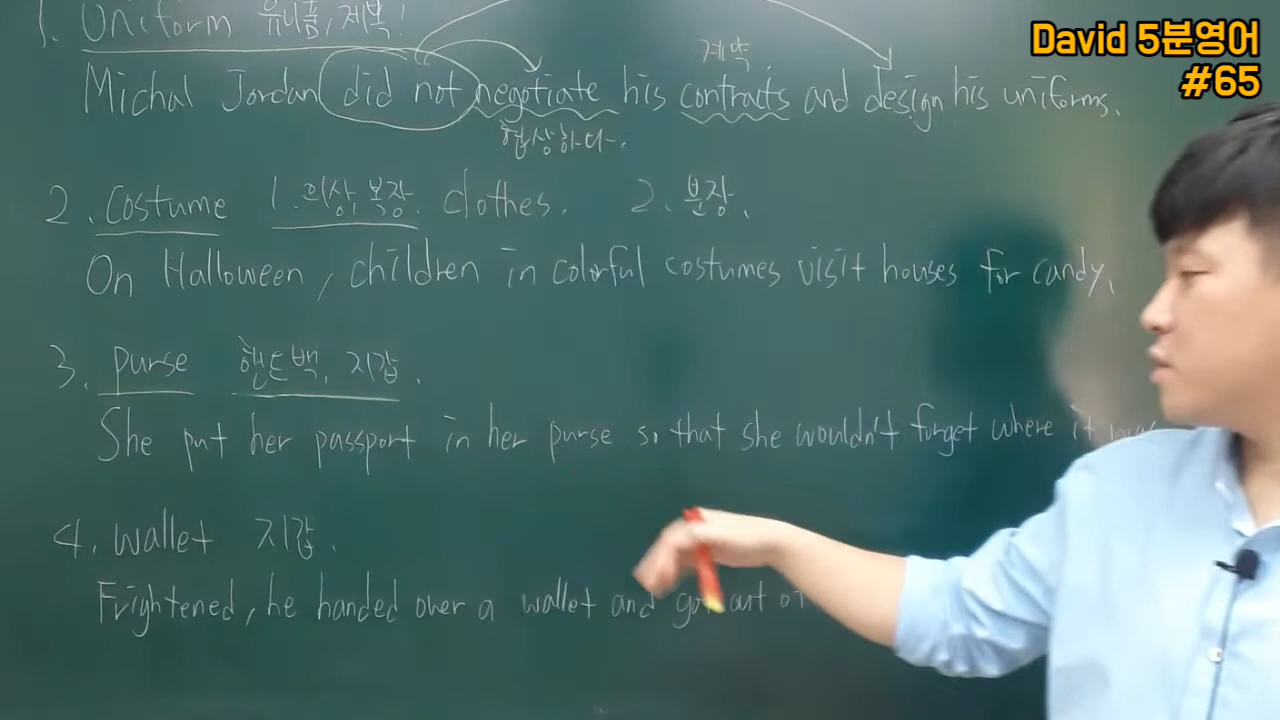 1. Uniform 유니폼, 제복!
계약
Michal Jordan did not negotiate his contracts and design his uniforms.
협상하다.
2. Costume 1. 의상, 복장. clothes. 2. 분장.
On Halloween, children in colorful costumes visit houses for candy.
3. purse 핸드백, 지갑.
She put her passport in her purse so that she wouldn't forget where it was
4. wallet 지갑.
Frightened, he handed over a wallet and got out of
David 5분영어
#65